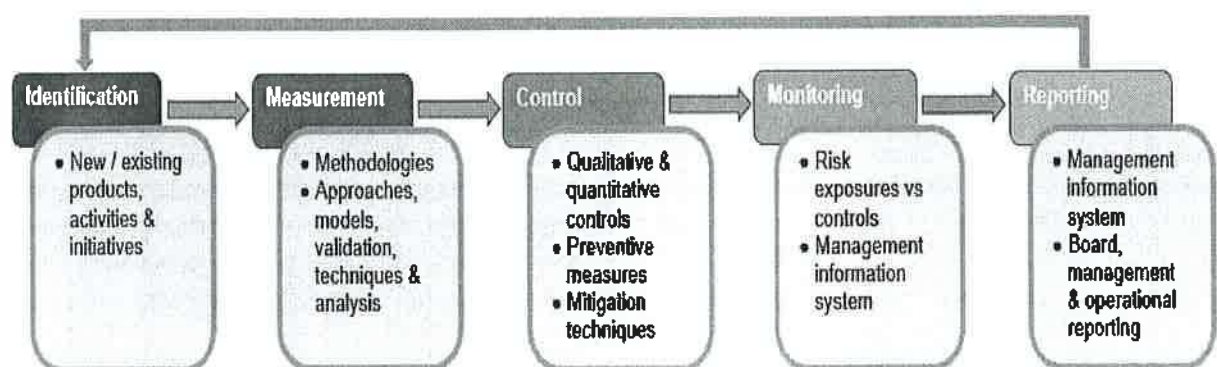 Identification
• New / existing
products,
activities &
initiatives
Measurement
• Methodologies
• Approaches,
models,
validation,
techniques &
analysis
Control
• Qualitative &
quantitative
controls
• Preventive
measures
• Mitigation
techniques
Monitoring
• Risk
exposures vs
controls
• Management
information
system
Reporting
• Management
information
system
• Board,
management
& operational
reporting